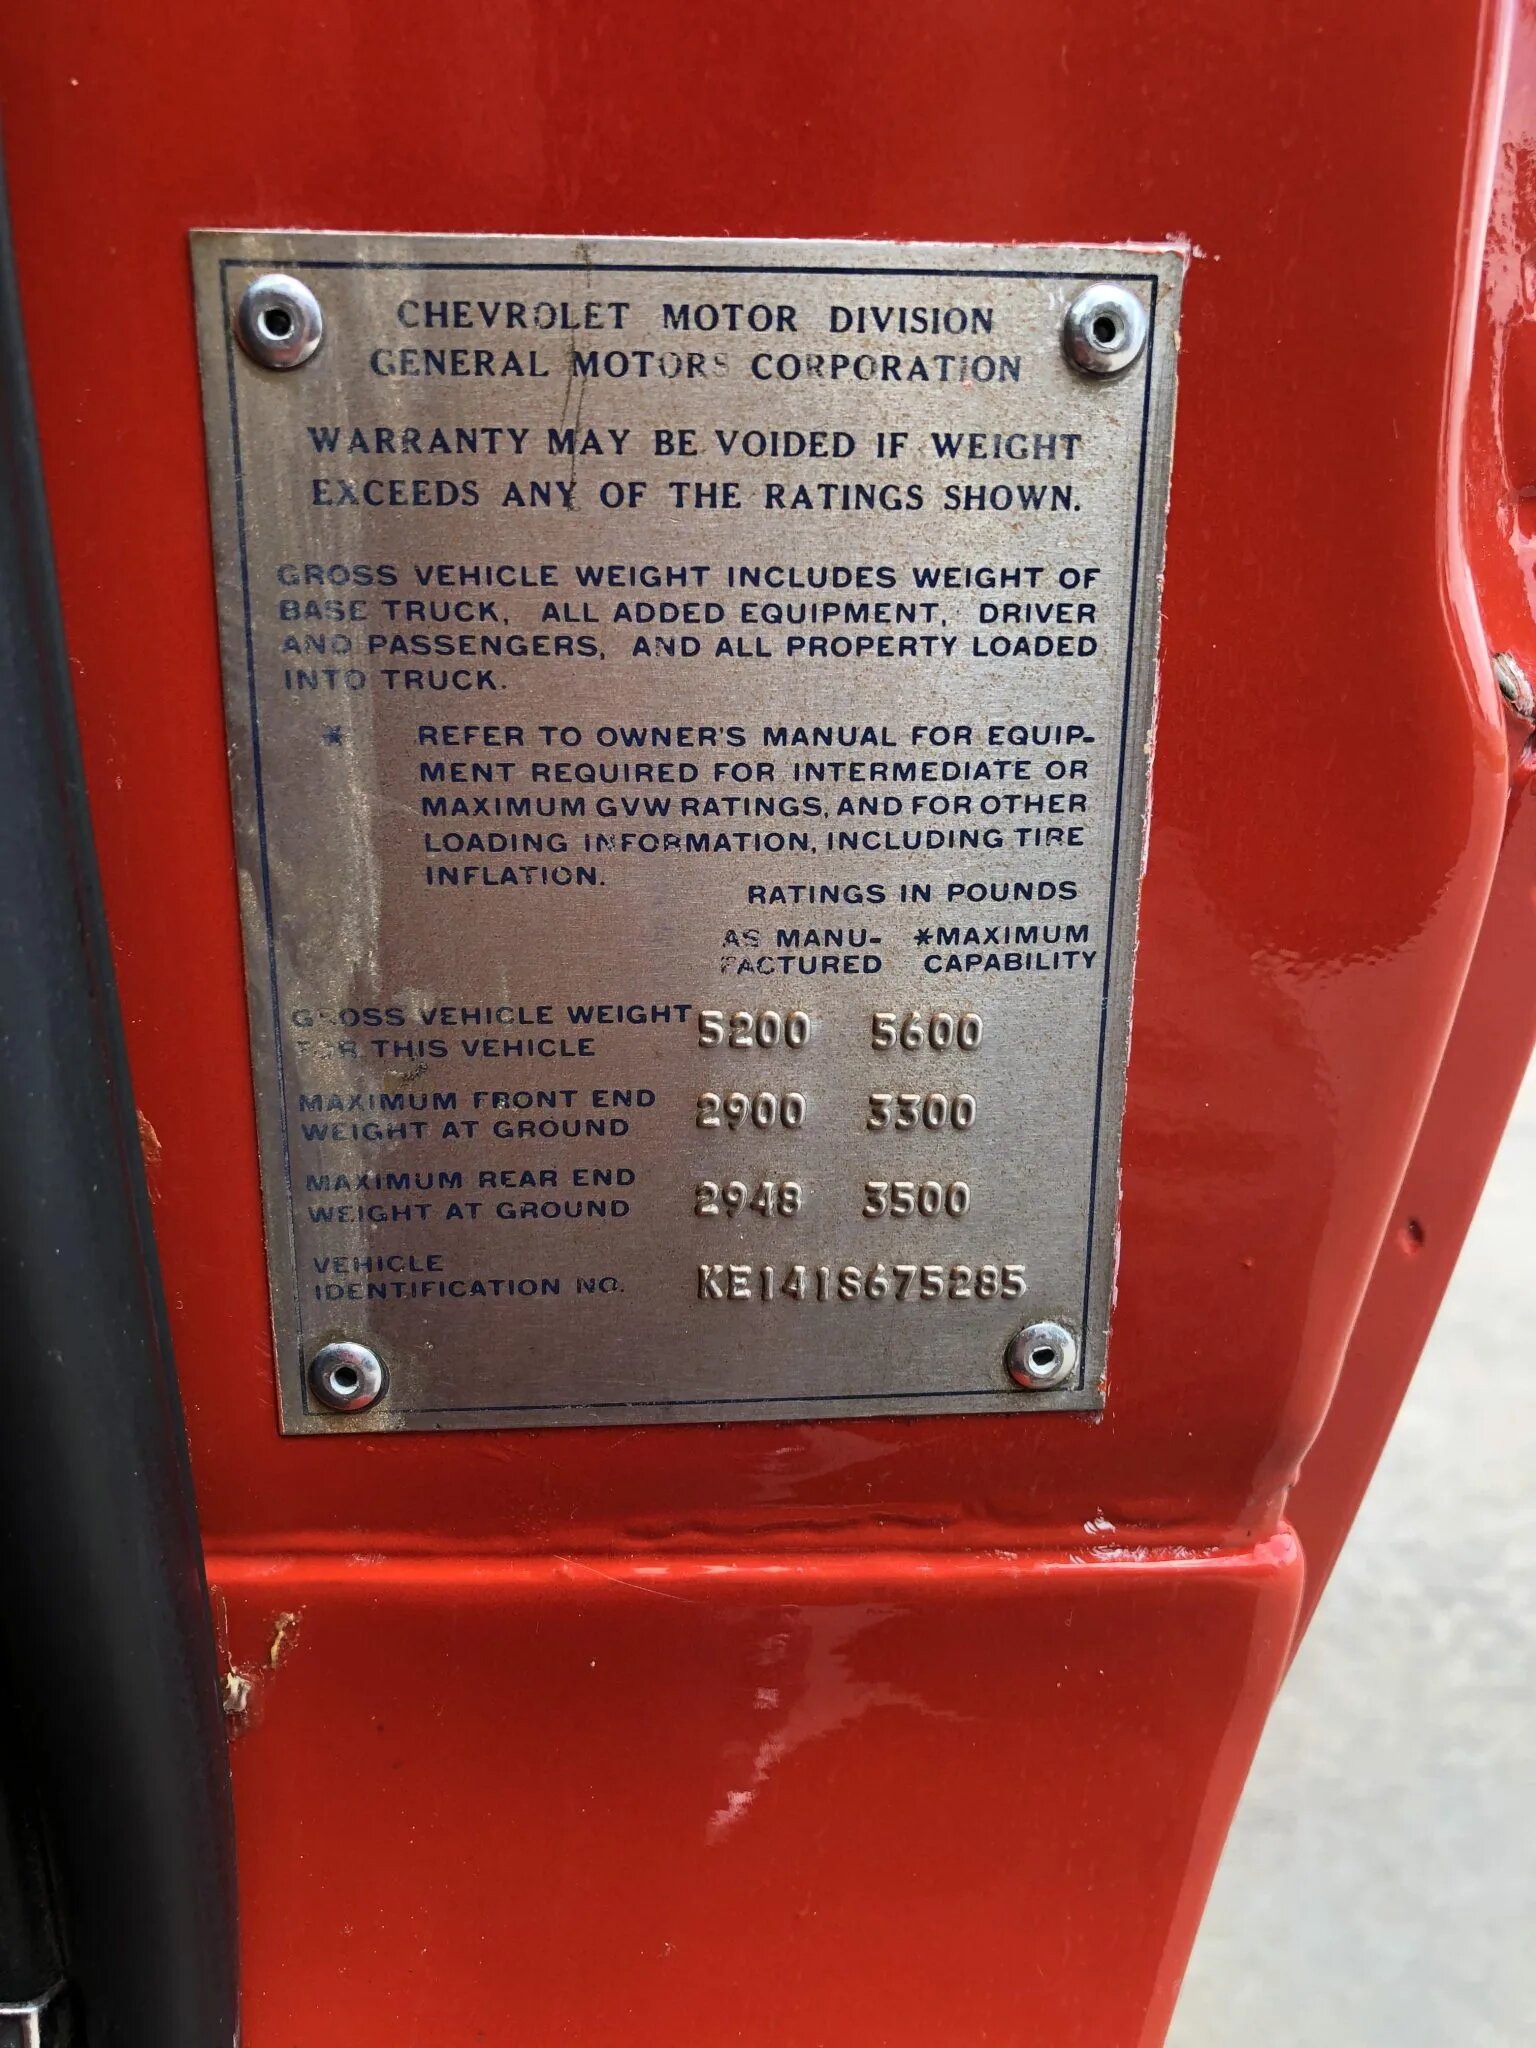 CHEVROLET MOTOR DIVISION
GENERAL MOTORS CORPORATION
WARRANTY MAY BE VOIDED IF WEIGHT
EXCEEDS ANY OF THE RATINGS SHOWN.
GROSS VEHICLE WEIGHT INCLUDES WEIGHT OF
BASE TRUCK, ALL ADDED EQUIPMENT, DRIVER
AND PASSENGERS, AND ALL PROPERTY LOADED
INTO TRUCK.
* REFER TO OWNER'S MANUAL FOR EQUIP-
MENT REQUIRED FOR INTERMEDIATE OR
MAXIMUM GVW RATINGS, AND FOR OTHER
LOADING INFORMATION, INCLUDING TIRE
INFLATION.
RATINGS IN POUNDS
AS MANU- *MAXIMUM
FACTURED CAPABILITY
GROSS VEHICLE WEIGHT 5200 5600
FOR THIS VEHICLE
MAXIMUM FRONT END 2900 3300
WEIGHT AT GROUND
MAXIMUM REAR END 2948 3500
WEIGHT AT GROUND
VEHICLE
IDENTIFICATION NO. KE141S675285